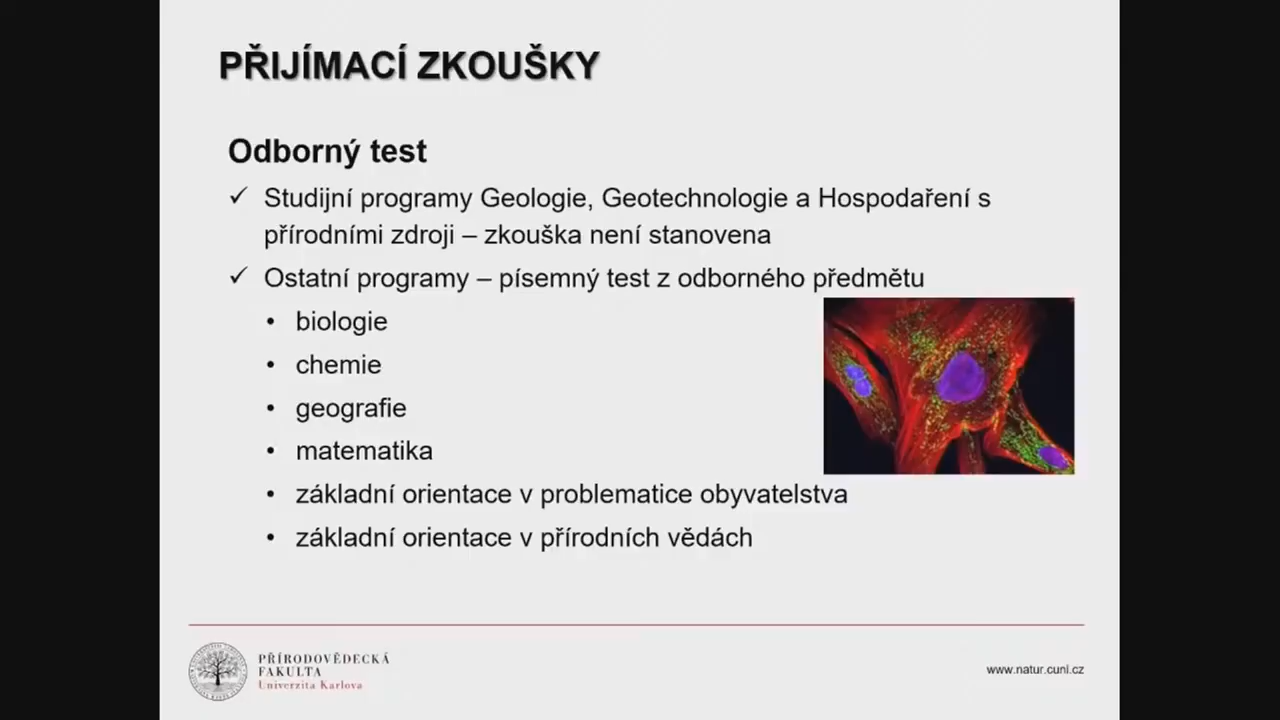 PŘIJÍMACÍ ZKOUŠKY
Odborný test
✓ Studijní programy Geologie, Geotechnologie a Hospodaření s
přírodními zdroji – zkouška není stanovena
✓ Ostatní programy – písemný test z odborného předmětu
• biologie
• chemie
• geografie
• matematika
• základní orientace v problematice obyvatelstva
• základní orientace v přírodních vědách
PŘÍRODOVĚDECKÁ
FAKULTA
Univerzita Karlova
www.natur.cuni.cz